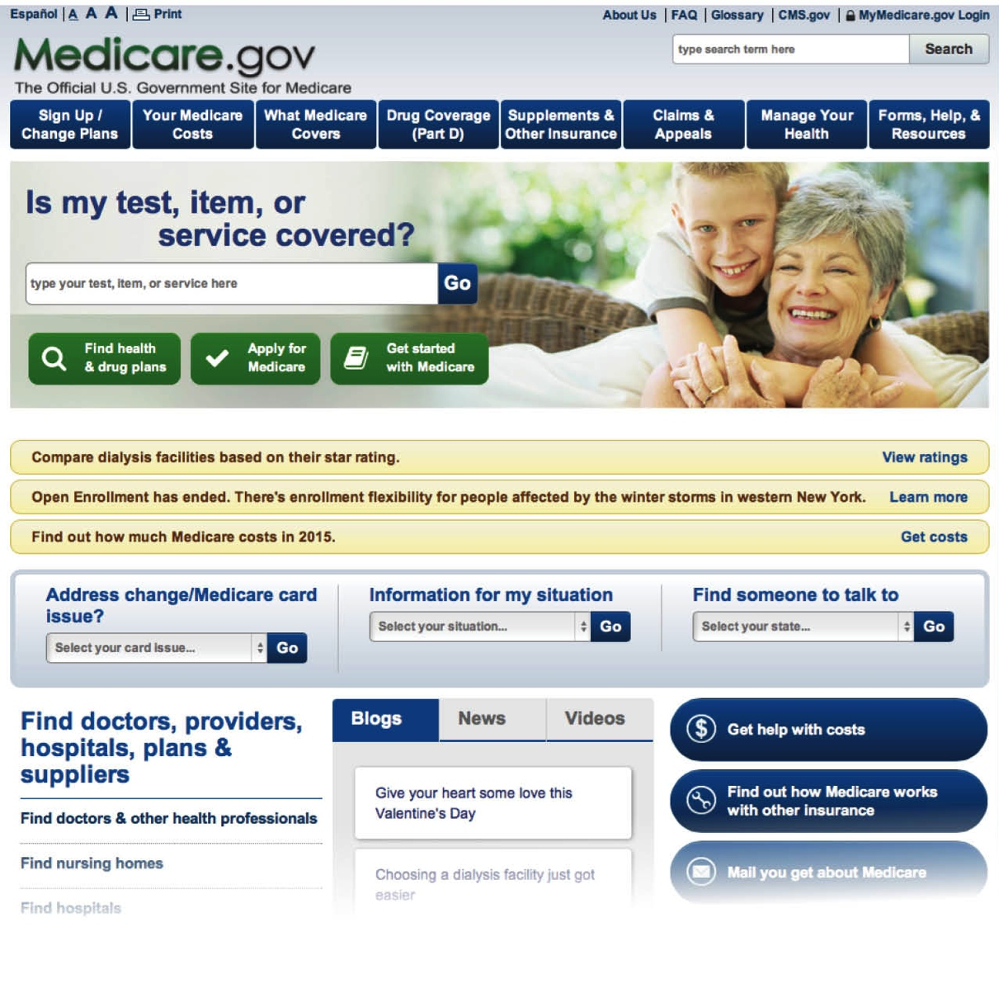 Español | A A A | Print
About Us | FAQ | Glossary | CMS.gov | MyMedicare.gov Login
Medicare.gov
The Official U.S. Government Site for Medicare
type search term here
Search
Sign Up /
Change Plans
Your Medicare
Costs
What Medicare
Covers
Drug Coverage
(Part D)
Supplements &
Other Insurance
Claims &
Appeals
Manage Your
Health
Forms, Help, &
Resources
Is my test, item, or
service covered?
type your test, item, or service here
Go
Find health
& drug plans
Apply for
Medicare
Get started
with Medicare
Compare dialysis facilities based on their star rating.
View ratings
Open Enrollment has ended. There's enrollment flexibility for people affected by the winter storms in western New York.
Learn more
Find out how much Medicare costs in 2015.
Get costs
Address change/Medicare card
issue?
Select your card issue...
Go
Information for my situation
Select your situation...
Go
Find someone to talk to
Select your state...
Go
Find doctors, providers,
hospitals, plans &
suppliers
Find doctors & other health professionals
Find nursing homes
Find hospitals
Blogs
News
Videos
Give your heart some love this
Valentine's Day
Choosing a dialysis facility just got
easier
$
Get help with costs
Find out how Medicare works
with other insurance
Mail you get about Medicare